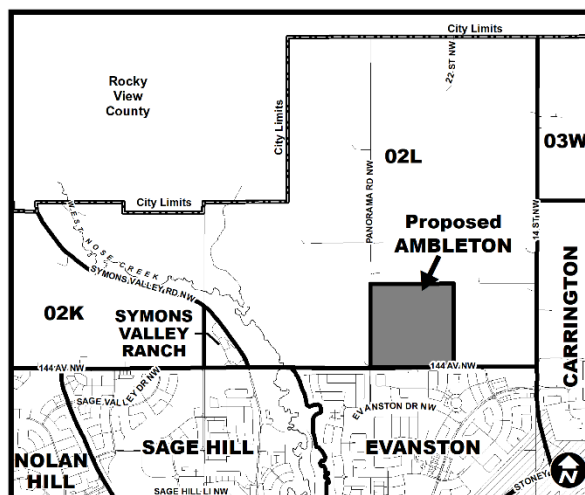 City Limits
Rocky
View
County
City Limits
22 ST NW
03W
02L
City Limits
PANORAMA RD NW
14 ST NW
Proposed
AMBLETON
WEST NOSE CREEK
SYMONS VALLEY RD NW
02K
SYMONS
VALLEY
RANCH
CARRINGTON
144 AV NW
144 AV NW
SAGE VALLEY DR NW
EVANSTON DR NW
SAGE HILL
EVANSTON
NOLAN
HILL
SAGE HILL LI NW
STONEY
N